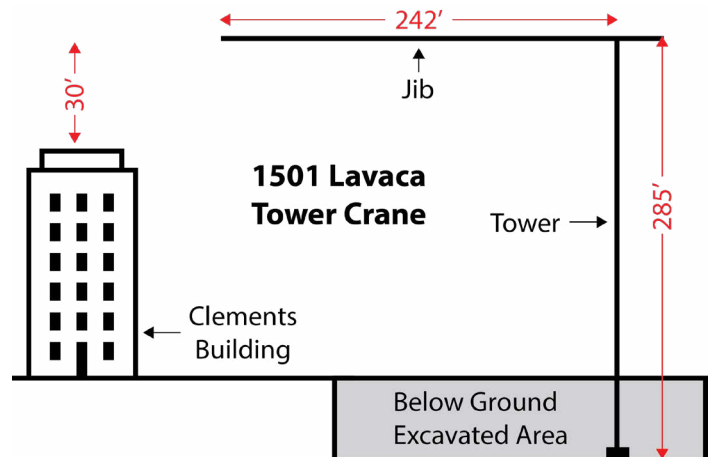 242’
30’
Jib
1501 Lavaca
Tower Crane
Tower
285’
Clements
Building
Below Ground
Excavated Area